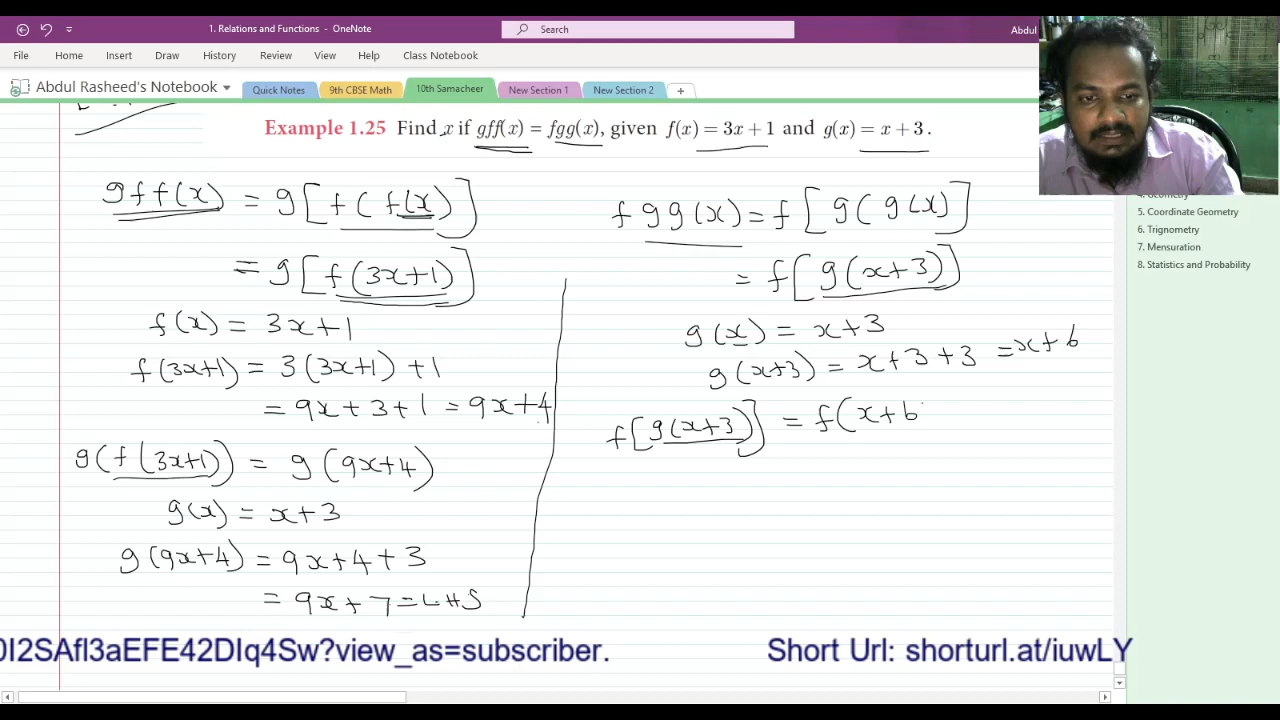 1. Relations and Functions - OneNote
Search
Abdul
File Home Insert Draw History Review View Help Class Notebook
Abdul Rasheed's Notebook
Quick Notes
9th CBSE Math
10th Samacheer
New Section 1
New Section 2
Example 1.25 Find x if gff(x) = fgg(x), given f(x) = 3x + 1 and g(x) = x + 3.
gff(x) = g[f(f(x))]
= g[f(3x+1)]
f(x) = 3x+1
f(3x+1) = 3(3x+1)+1
= 9x+3+1 = 9x+4
g(f(3x+1)) = g(9x+4)
g(x) = x+3
g(9x+4) = 9x+4+3
= 9x+7 = LHS
fgg(x) = f[g(g(x)]
= f[g(x+3)]
g(x) = x+3
g(x+3) = x+3+3 = x+6
f[g(x+3)] = f(x+6
5. Coordinate Geometry
6. Trignometry
7. Mensuration
8. Statistics and Probability
0I2SAfl3aEFE42DIq4Sw?view_as=subscriber.
Short Url: shorturl.at/iuwLY